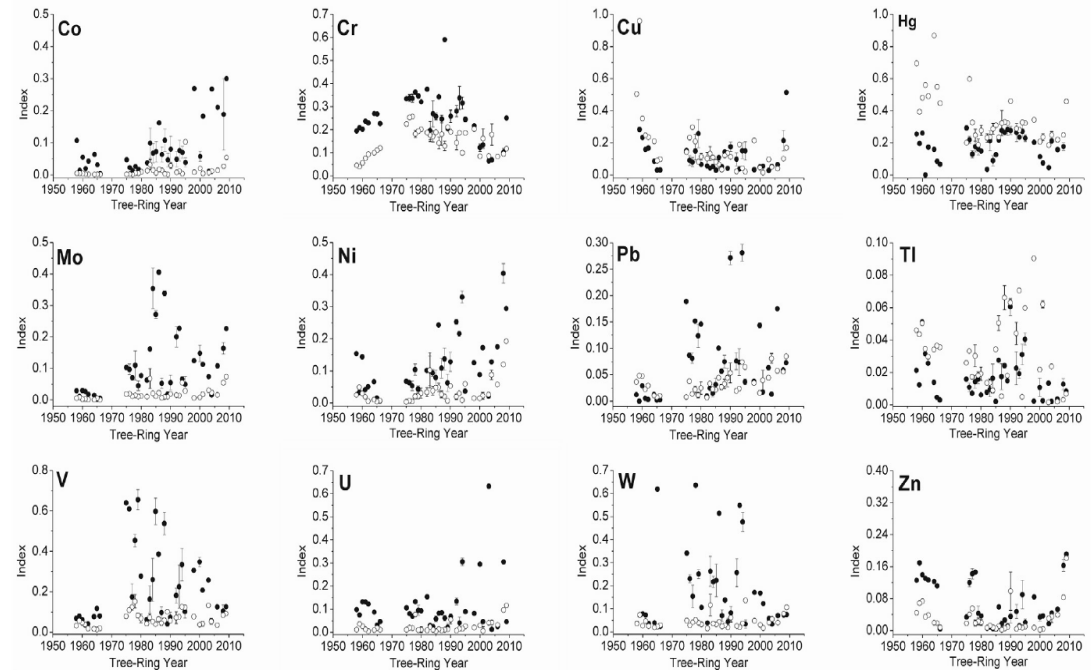 Co
Index
0.5
0.4
0.3
0.2
0.1
0.0
1950 1960 1970 1980 1990 2000 2010
Tree-Ring Year
Cr
Index
0.7
0.6
0.5
0.4
0.3
0.2
0.1
0.0
1950 1960 1970 1980 1990 2000 2010
Tree-Ring Year
Cu
Index
1.0
0.8
0.6
0.4
0.2
0.0
1950 1960 1970 1980 1990 2000 2010
Tree-Ring Year
Hg
Index
1.0
0.8
0.6
0.4
0.2
0.0
1950 1960 1970 1980 1990 2000 2010
Tree-Ring Year
Mo
Index
0.5
0.4
0.3
0.2
0.1
0.0
1950 1960 1970 1980 1990 2000 2010
Tree-Ring Year
Ni
Index
0.5
0.4
0.3
0.2
0.1
0.0
1950 1960 1970 1980 1990 2000 2010
Tree-Ring Year
Pb
Index
0.30
0.25
0.20
0.15
0.10
0.05
0.00
1950 1960 1970 1980 1990 2000 2010
Tree-Ring Year
Tl
Index
0.10
0.08
0.06
0.04
0.02
0.00
1950 1960 1970 1980 1990 2000 2010
Tree-Ring Year
V
Index
0.8
0.6
0.4
0.2
0.0
1950 1960 1970 1980 1990 2000 2010
Tree-Ring Year
U
Index
0.7
0.6
0.5
0.4
0.3
0.2
0.1
0.0
1950 1960 1970 1980 1990 2000 2010
Tree-Ring Year
W
Index
0.7
0.6
0.5
0.4
0.3
0.2
0.1
0.0
1950 1960 1970 1980 1990 2000 2010
Tree-Ring Year
Zn
Index
0.40
0.32
0.24
0.16
0.08
0.00
1950 1960 1970 1980 1990 2000 2010
Tree-Ring Year